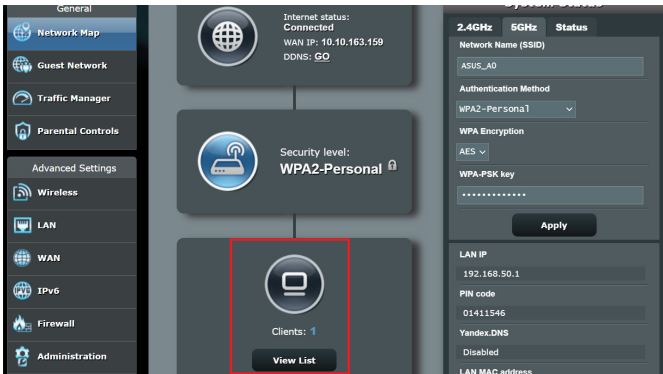 General
Network Map
Guest Network
Traffic Manager
Parental Controls
Advanced Settings
Wireless
LAN
WAN
IPv6
Firewall
Administration
Internet status:
Connected
WAN IP: 10.10.163.159
DDNS: GO
Security level:
WPA2-Personal
Clients: 1
View List
System Status
2.4GHz 5GHz Status
Network Name (SSID)
ASUS_A0
Authentication Method
WPA2-Personal
WPA Encryption
AES
WPA-PSK key
Apply
LAN IP
192.168.50.1
PIN code
01411546
Yandex.DNS
Disabled
LAN MAC address